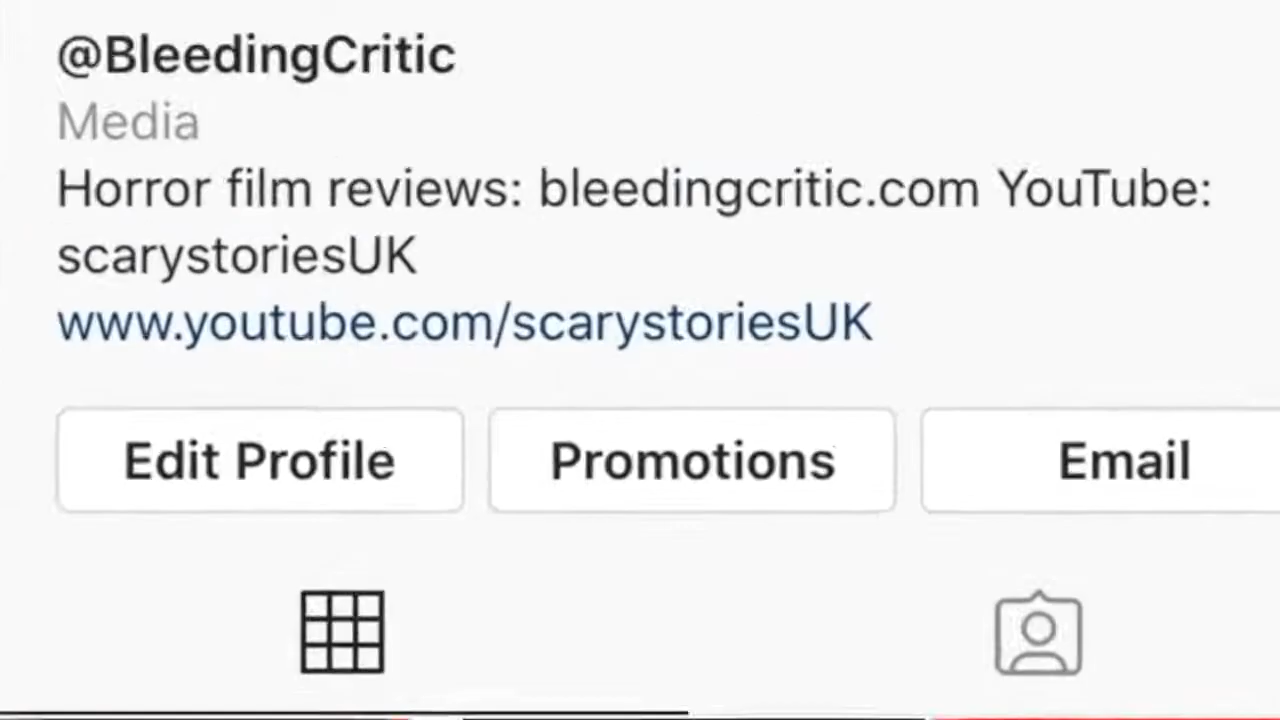 @BleedingCritic
Media
Horror film reviews: bleedingcritic.com YouTube:
scarystoriesUK
www.youtube.com/scarystoriesUK
Edit Profile
Promotions
Email